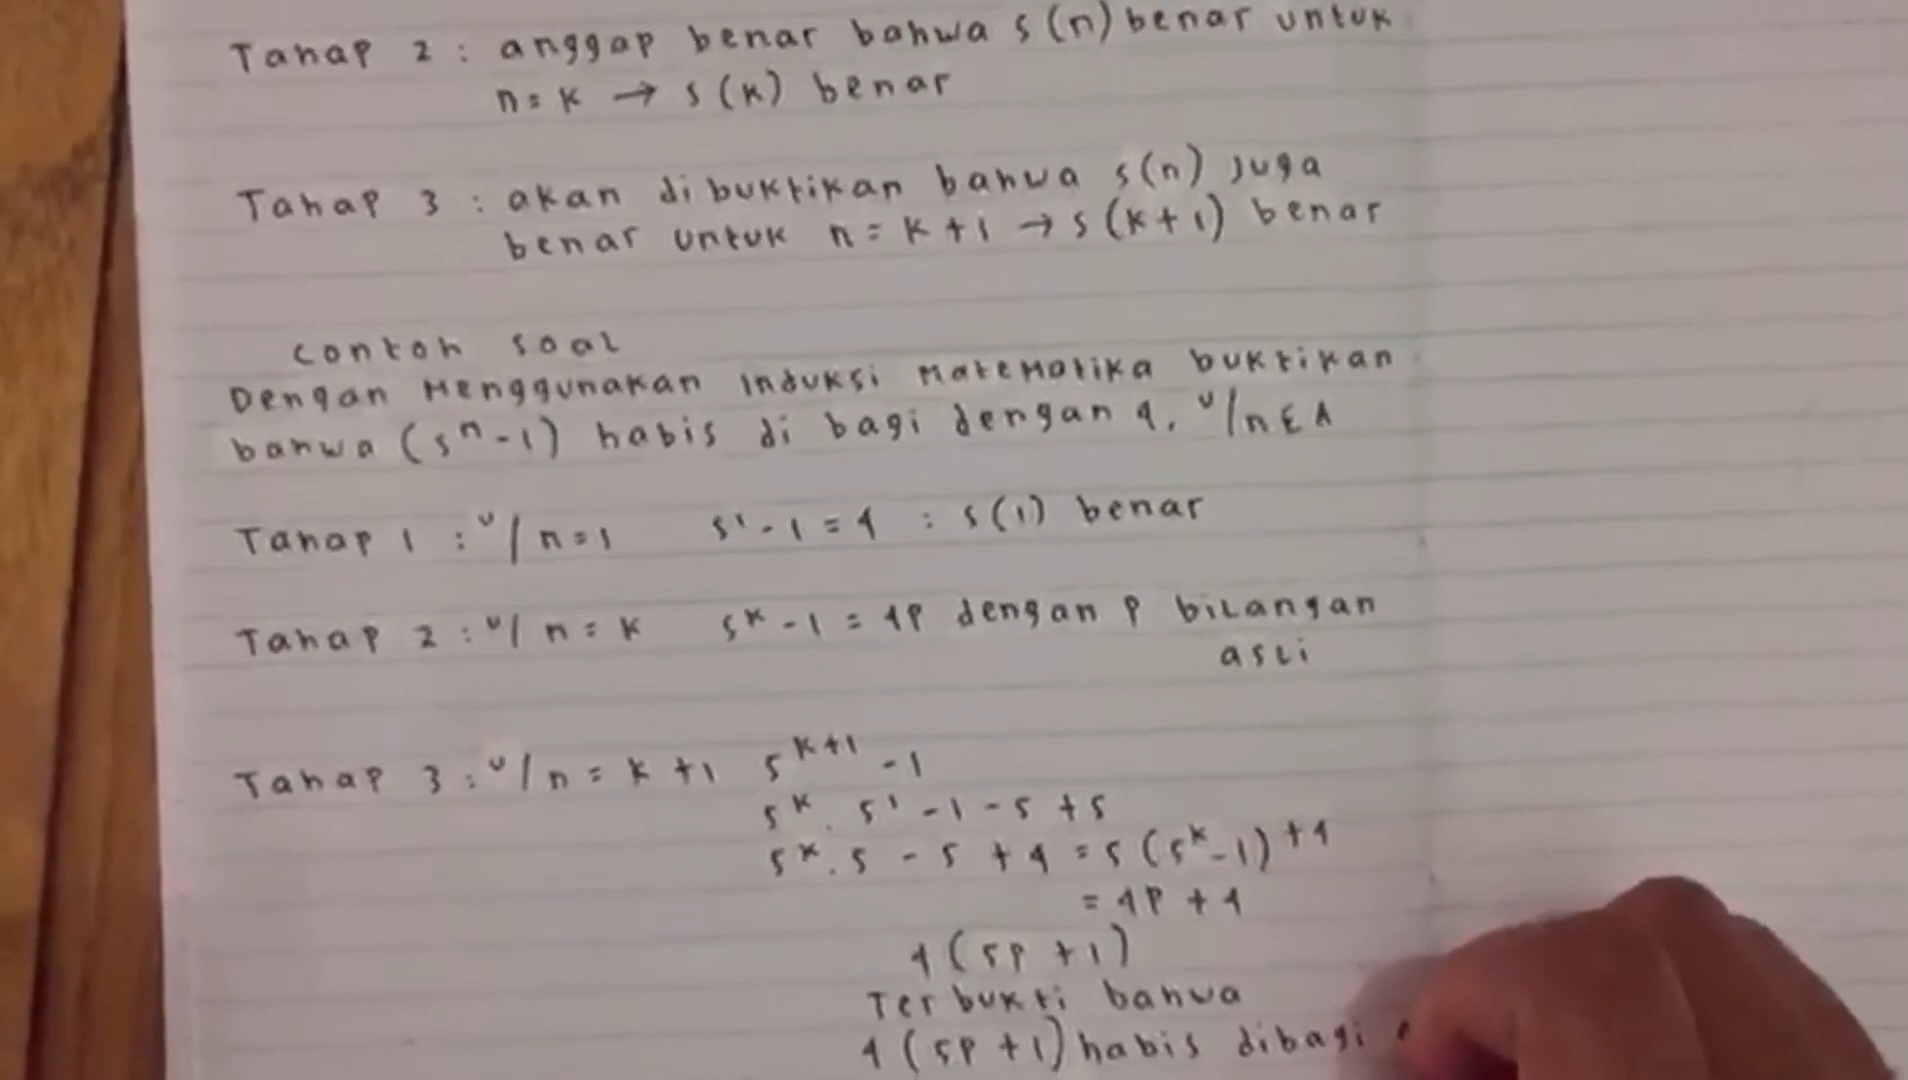 Tahap 2 : anggap benar bahwa s(n) benar untuk
n = k → s(k) benar
Tahap 3 : akan dibuktikan bahwa s(n) juga
benar untuk n = k + 1 → s(k+1) benar
contoh soal
Dengan Menggunakan Induksi Matematika buktikan
bahwa (5ⁿ - 1) habis di bagi dengan 4, u/n ∈ A
Tahap 1 : u/n = 1 5¹ - 1 = 4 : s(1) benar
Tahap 2 : u/n = k 5ᵏ - 1 = 4p dengan p bilangan
asli
Tahap 3 : u/n = k + 1 5ᵏ⁺¹ - 1
5ᵏ . 5¹ - 1 - 5 + 5
5ᵏ . 5 - 5 + 4 = 5(5ᵏ - 1) + 4
= 4p + 4
4(5p + 1)
Terbukti bahwa
4(5p + 1) habis dibagi